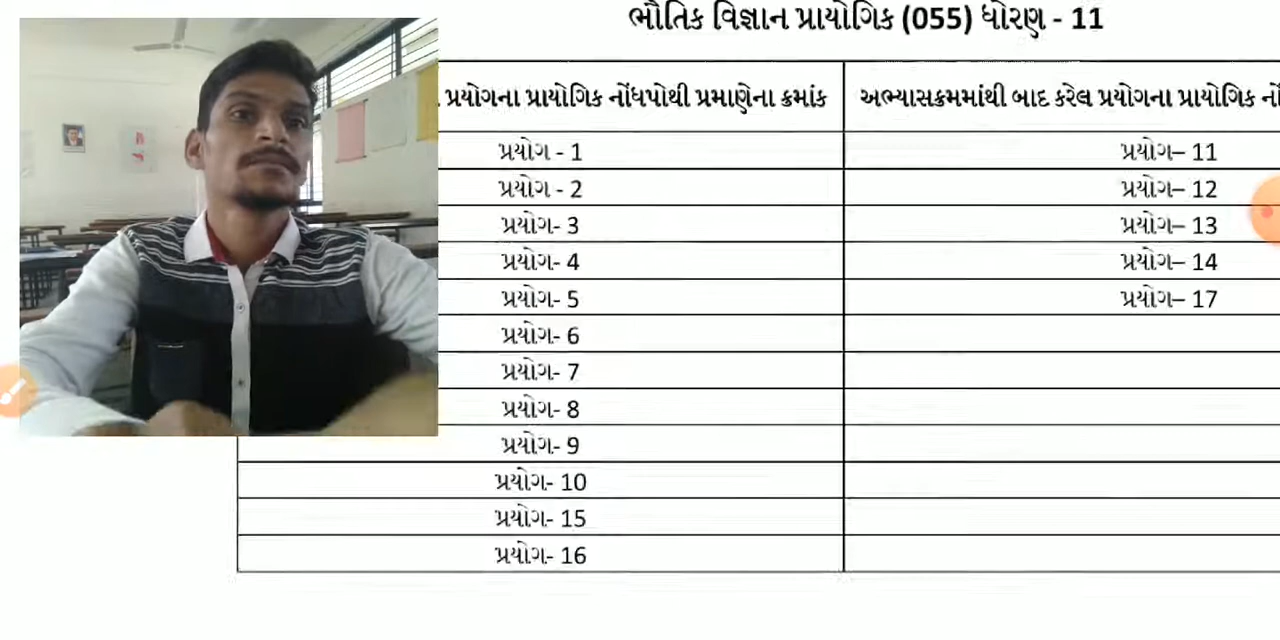 ભૌતિક વિજ્ઞાન પ્રાયોગિક (055) ધોરણ - 11
પ્રયોગના પ્રાયોગિક નોંધપોથી પ્રમાણેના ક્રમાંક અભ્યાસક્રમમાંથી બાદ કરેલ પ્રયોગના પ્રાયોગિક
પ્રયોગ - 1 પ્રયોગ– 11
પ્રયોગ - 2 પ્રયોગ– 12
પ્રયોગ- 3 પ્રયોગ– 13
પ્રયોગ- 4 પ્રયોગ– 14
પ્રયોગ- 5 પ્રયોગ– 17
પ્રયોગ- 6
પ્રયોગ- 7
પ્રયોગ- 8
પ્રયોગ- 9
પ્રયોગ- 10
પ્રયોગ- 15
પ્રયોગ- 16